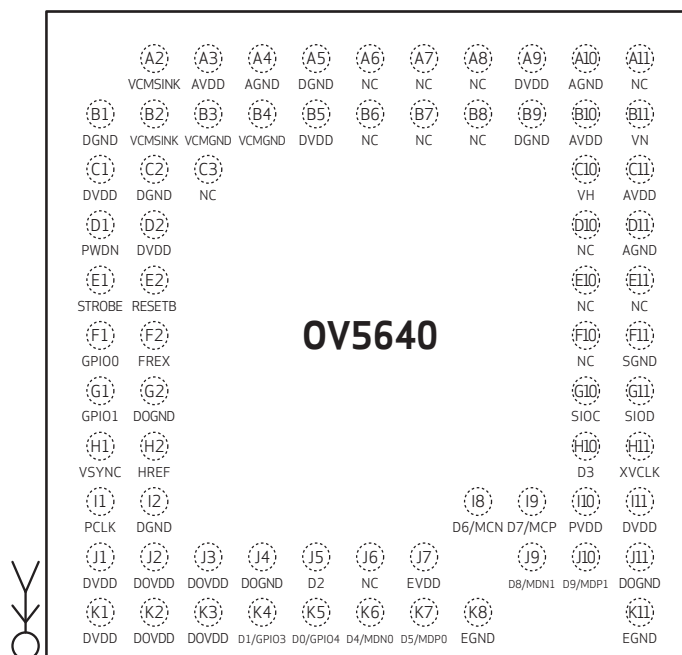 A2 A3 A4 A5 A6 A7 A8 A9 A10 A11
VCMSINK AVDD AGND DGND NC NC NC DVDD AGND NC
B1 B2 B3 B4 B5 B6 B7 B8 B9 B10 B11
DGND VCMSINK VCMGND VCMGND DVDD NC NC NC DGND AVDD VN
C1 C2 C3 C10 C11
DVDD DGND NC VH AVDD
D1 D2 D10 D11
PWDN DVDD NC AGND
E1 E2 E10 E11
STROBE RESETB NC NC
OV5640
F1 F2 F10 F11
GPIO0 FREX NC SGND
G1 G2 G10 G11
GPIO1 DOGND SIOC SIOD
H1 H2 H10 H11
VSYNC HREF D3 XVCLK
I1 I2 I8 I9 I10 I11
PCLK DGND D6/MCN D7/MCP PVDD DVDD
J1 J2 J3 J4 J5 J6 J7 J9 J10 J11
DVDD DOVDD DOVDD DOGND D2 NC EVDD D8/MDN1 D9/MDP1 DOGND
K1 K2 K3 K4 K5 K6 K7 K8 K11
DVDD DOVDD DOVDD D1/GPIO3 D0/GPIO4 D4/MDN0 D5/MDP0 EGND EGND